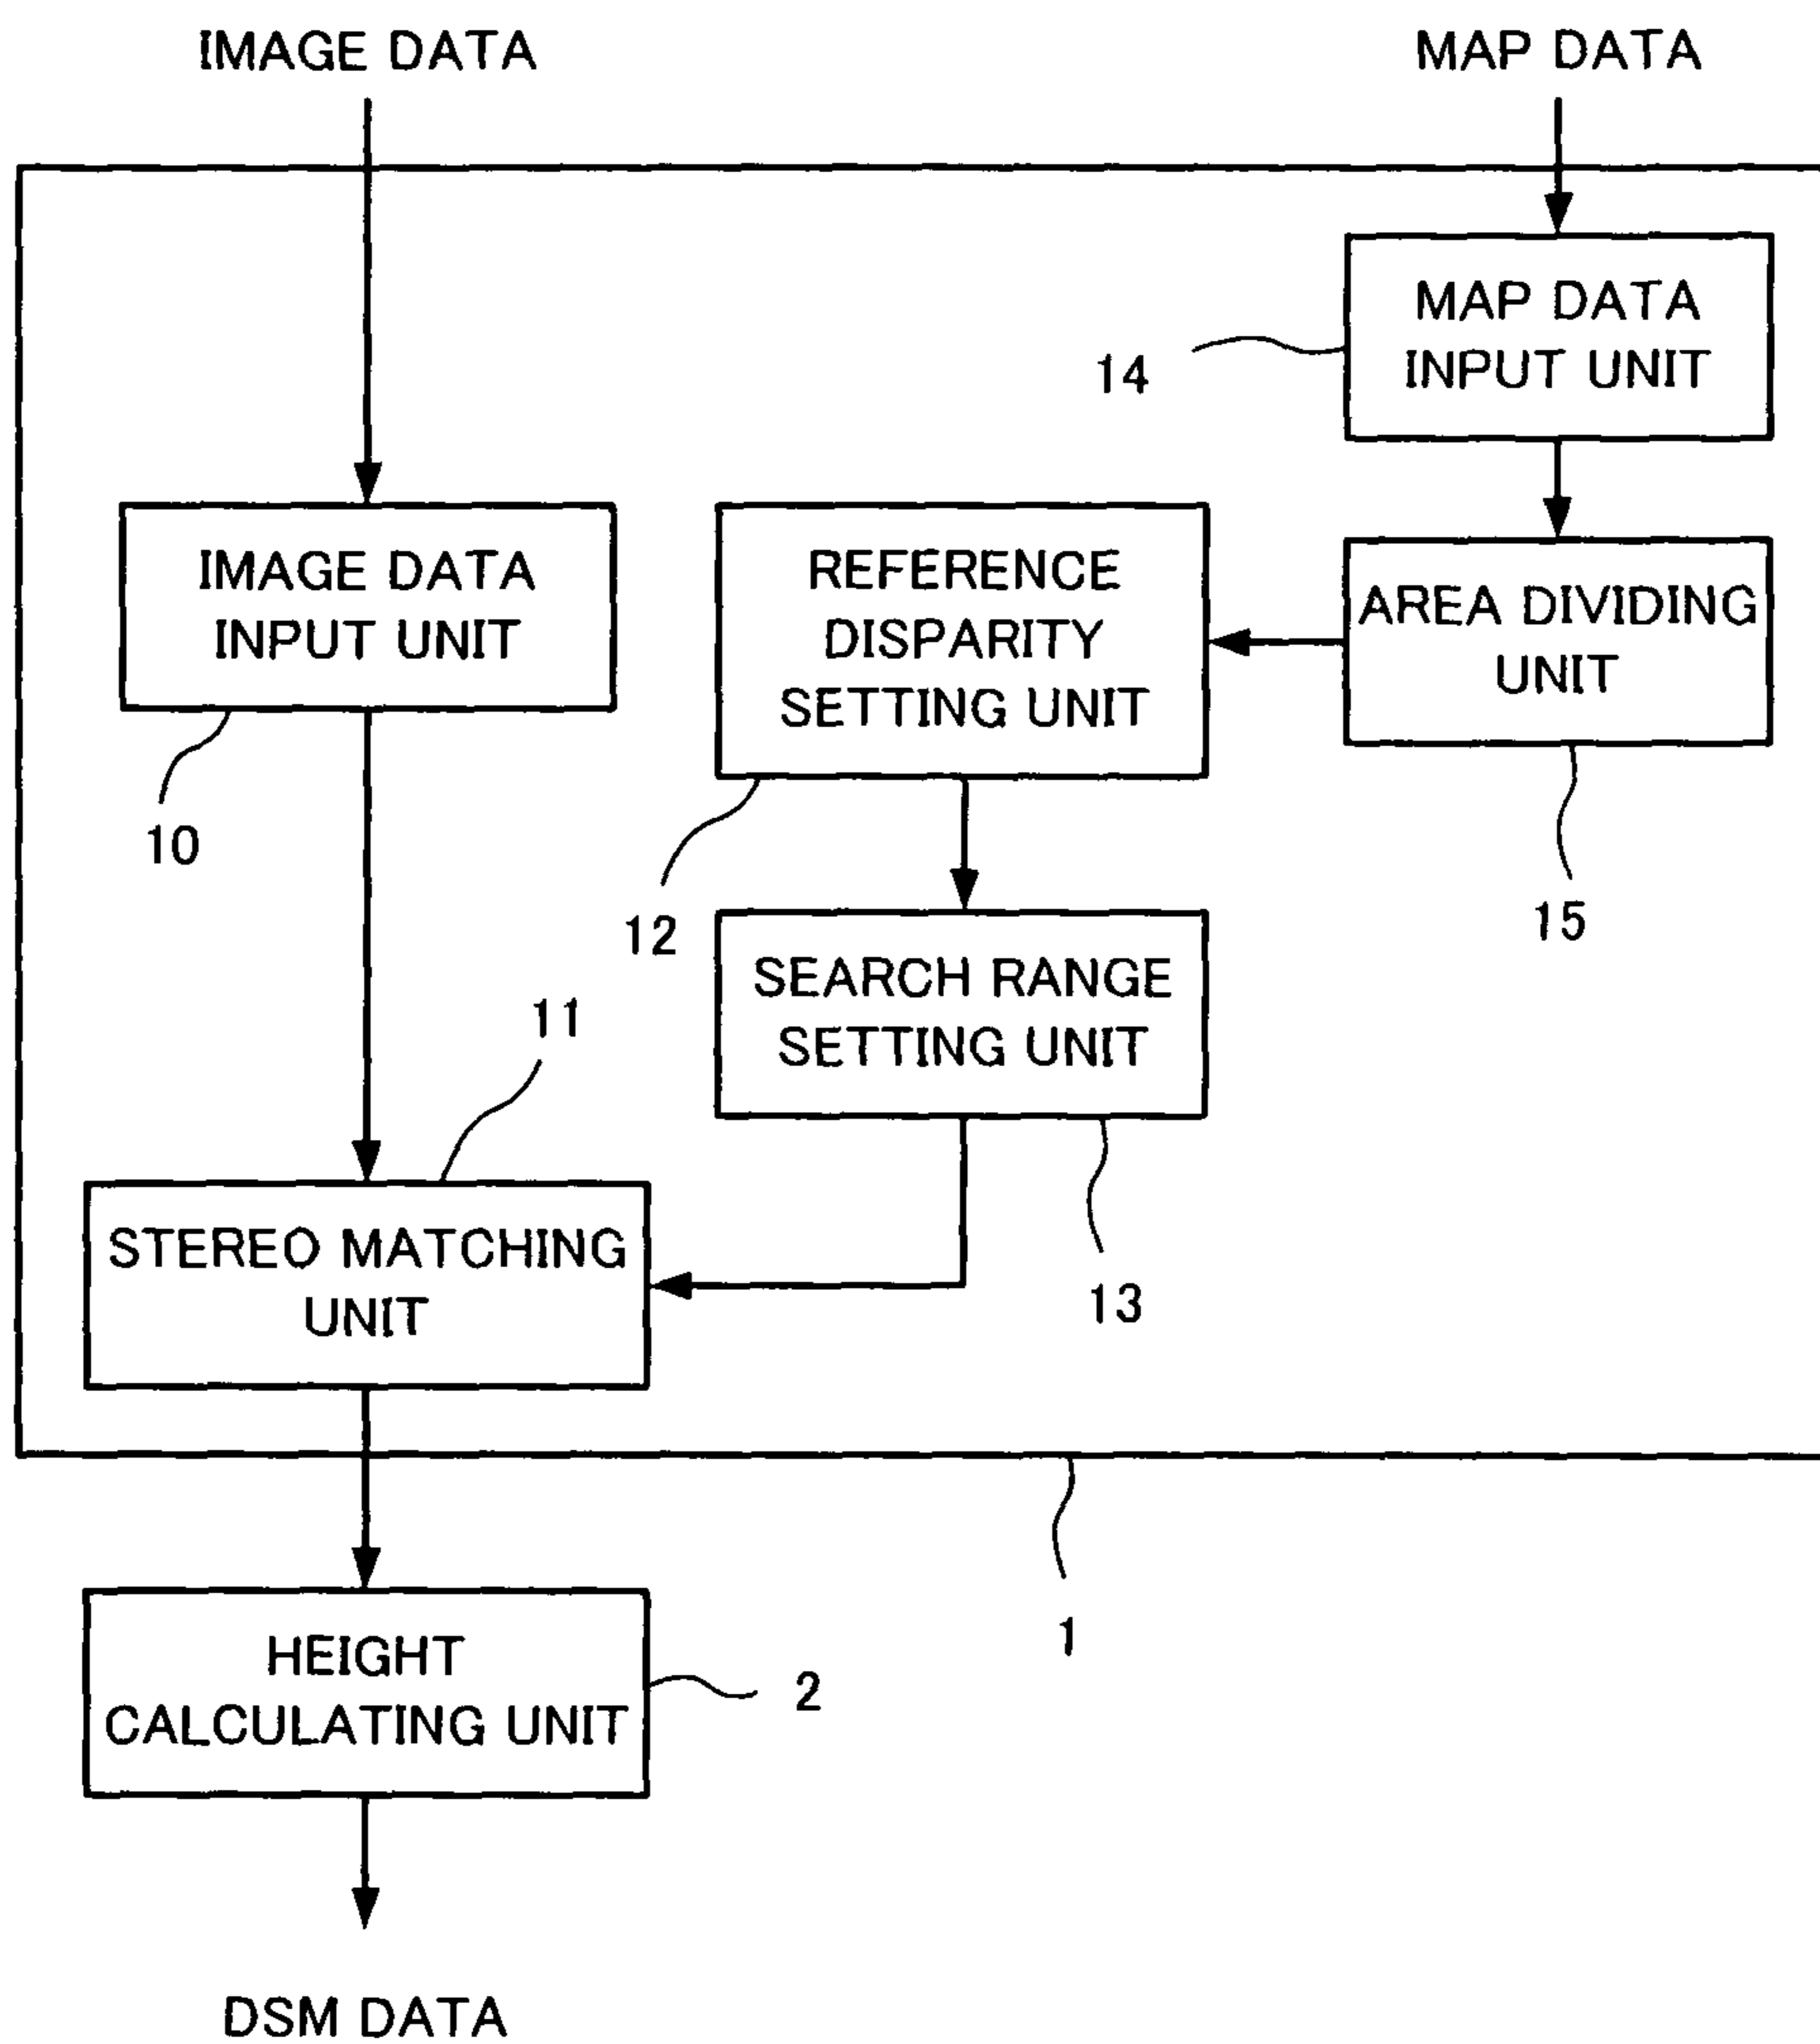 IMAGE DATA
MAP DATA
MAP DATA
INPUT UNIT
14
IMAGE DATA
INPUT UNIT
10
REFERENCE
DISPARITY
SETTING UNIT
12
AREA DIVIDING
UNIT
15
SEARCH RANGE
SETTING UNIT
13
11
STEREO MATCHING
UNIT
1
HEIGHT
CALCULATING UNIT
2
DSM DATA